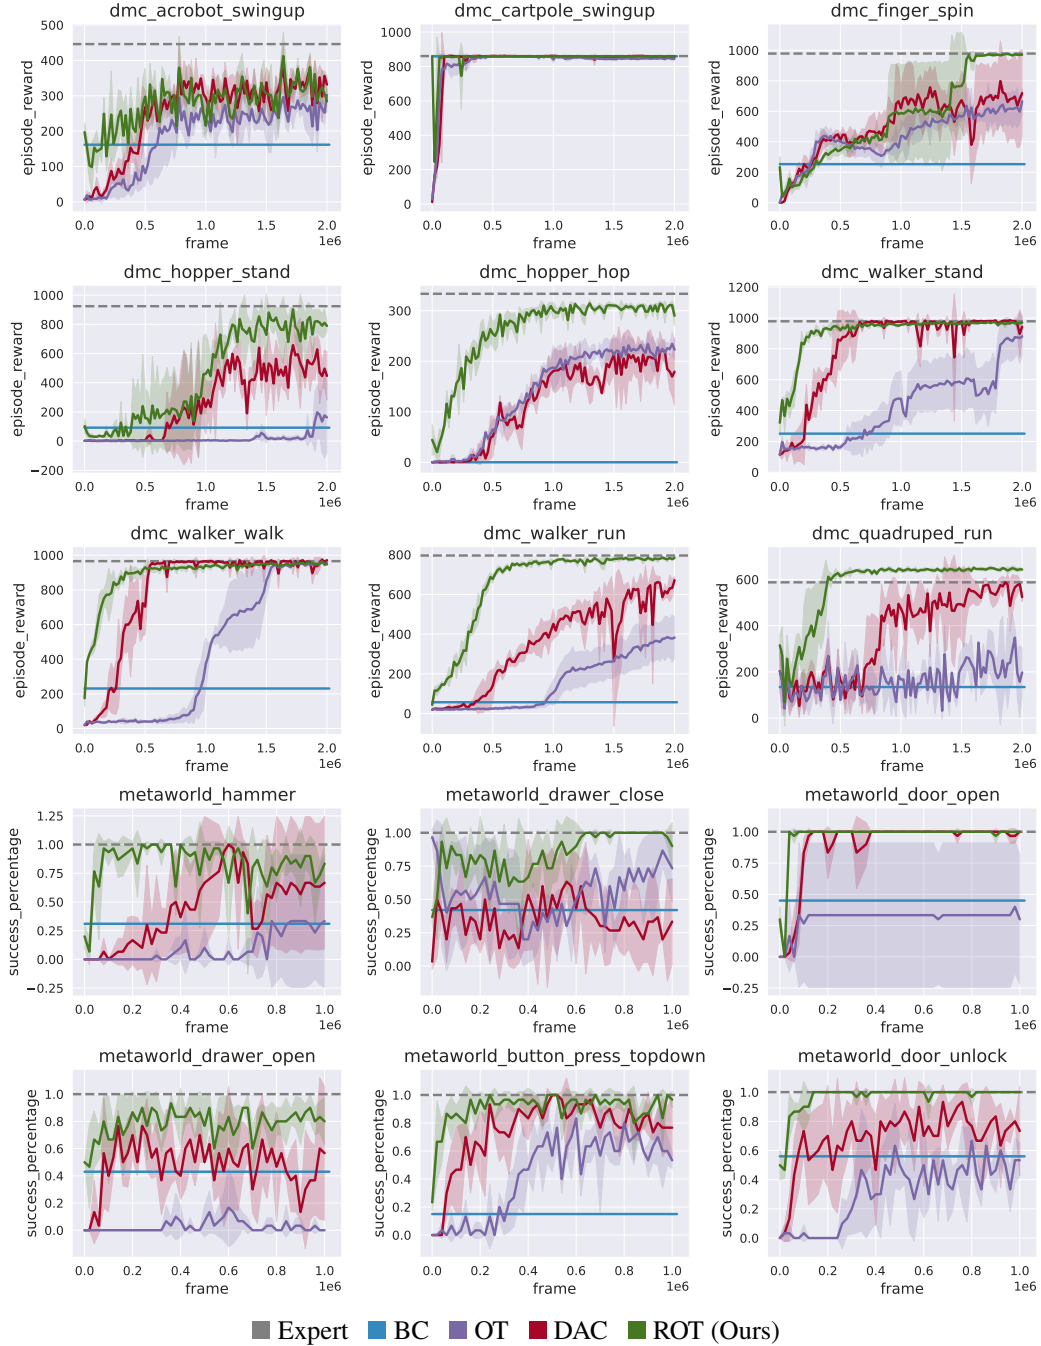 dmc_acrobot_swingup
dmc_cartpole_swingup
dmc_finger_spin
500
400
300
200
100
0
episode_reward
0.0 0.5 1.0 1.5 2.0
frame 1e6
800
600
400
200
0
episode_reward
0.0 0.5 1.0 1.5 2.0
frame 1e6
1000
800
600
400
200
0
episode_reward
0.0 0.5 1.0 1.5 2.0
frame 1e6
dmc_hopper_stand
dmc_hopper_hop
dmc_walker_stand
1000
800
600
400
200
0
−200
episode_reward
0.0 0.5 1.0 1.5 2.0
frame 1e6
300
200
100
0
episode_reward
0.0 0.5 1.0 1.5 2.0
frame 1e6
1200
1000
800
600
400
200
0
episode_reward
0.0 0.5 1.0 1.5 2.0
frame 1e6
dmc_walker_walk
dmc_walker_run
dmc_quadruped_run
1000
800
600
400
200
0
episode_reward
0.0 0.5 1.0 1.5 2.0
frame 1e6
800
600
400
200
0
episode_reward
0.0 0.5 1.0 1.5 2.0
frame 1e6
600
400
200
0
episode_reward
0.0 0.5 1.0 1.5 2.0
frame 1e6
metaworld_hammer
metaworld_drawer_close
metaworld_door_open
1.25
1.00
0.75
0.50
0.25
0.00
−0.25
success_percentage
0.0 0.2 0.4 0.6 0.8 1.0
frame 1e6
1.00
0.75
0.50
0.25
0.00
success_percentage
0.0 0.2 0.4 0.6 0.8 1.0
frame 1e6
1.00
0.75
0.50
0.25
0.00
−0.25
success_percentage
0.0 0.2 0.4 0.6 0.8 1.0
frame 1e6
metaworld_drawer_open
metaworld_button_press_topdown
metaworld_door_unlock
1.0
0.8
0.6
0.4
0.2
0.0
success_percentage
0.0 0.2 0.4 0.6 0.8 1.0
frame 1e6
1.0
0.8
0.6
0.4
0.2
0.0
success_percentage
0.0 0.2 0.4 0.6 0.8 1.0
frame 1e6
1.0
0.8
0.6
0.4
0.2
0.0
success_percentage
0.0 0.2 0.4 0.6 0.8 1.0
frame 1e6
Expert BC OT DAC ROT (Ours)